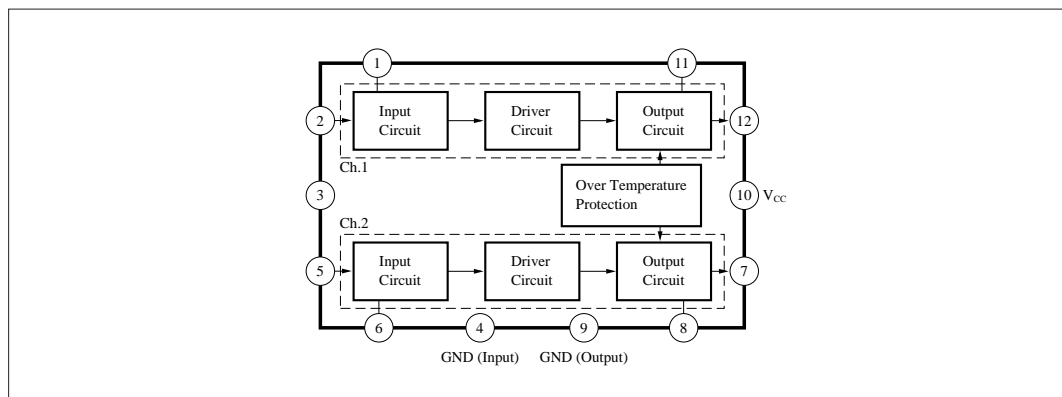 1
11
Input
Circuit
Driver
Circuit
Output
Circuit
2
12
Ch.1
3
Over Temperature
Protection
10
VCC
Ch.2
5
Input
Circuit
Driver
Circuit
Output
Circuit
7
6
4
9
8
GND (Input)
GND (Output)